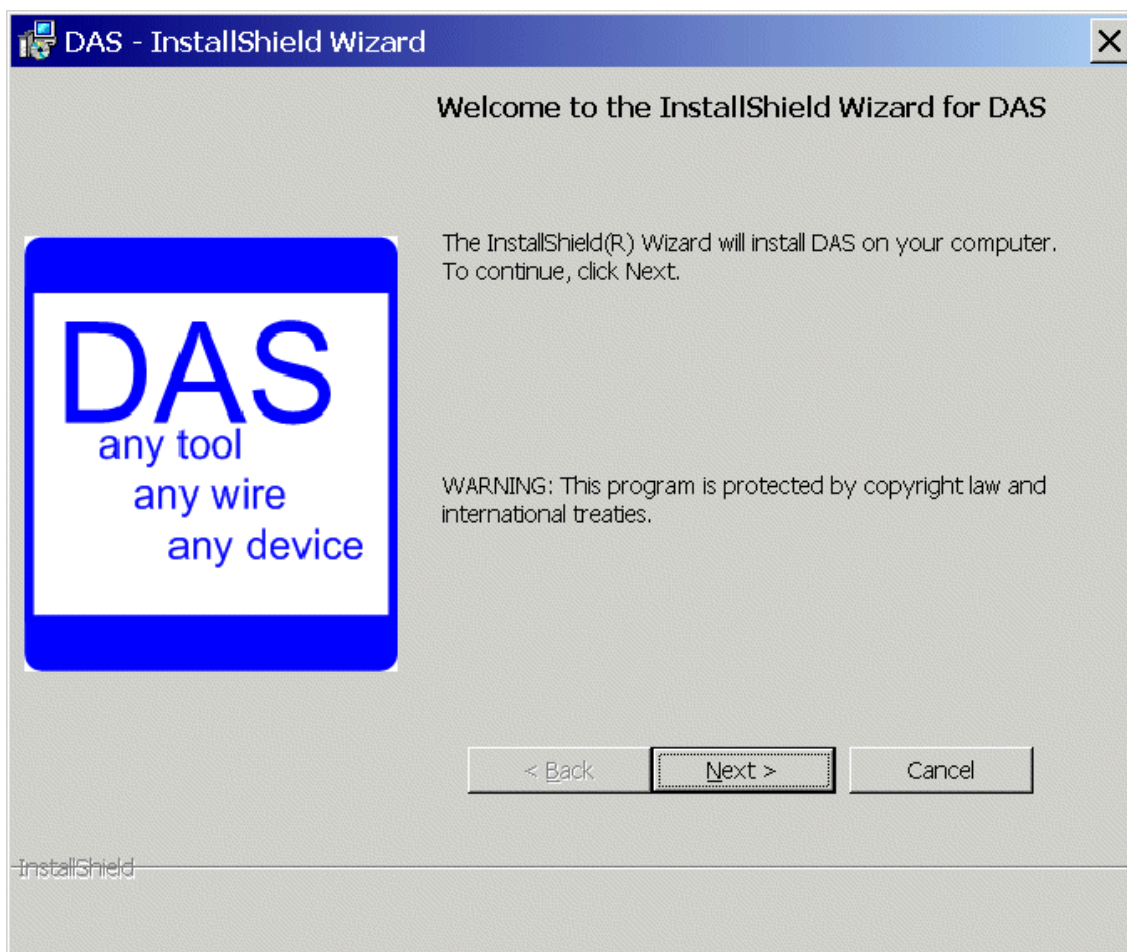 DAS - InstallShield Wizard
Welcome to the InstallShield Wizard for DAS
The InstallShield(R) Wizard will install DAS on your computer.
To continue, click Next.
DAS
any tool
any wire
any device
WARNING: This program is protected by copyright law and
international treaties.
< Back Next > Cancel
InstallShield